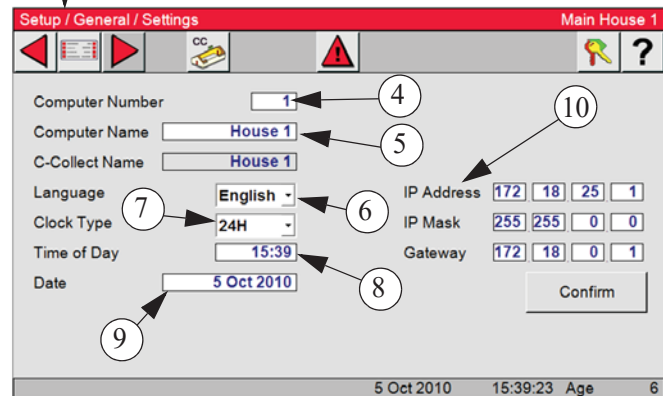 Setup / General / Settings Main House 1
CC
?
Computer Number 1 4
Computer Name House 1 5
C-Collect Name House 1
10
Language English 6 IP Address 172 18 25 1
7 Clock Type 24H IP Mask 255 255 0 0
Time of Day 15:39 8 Gateway 172 18 0 1
Date 5 Oct 2010 Confirm
9
5 Oct 2010 15:39:23 Age 6